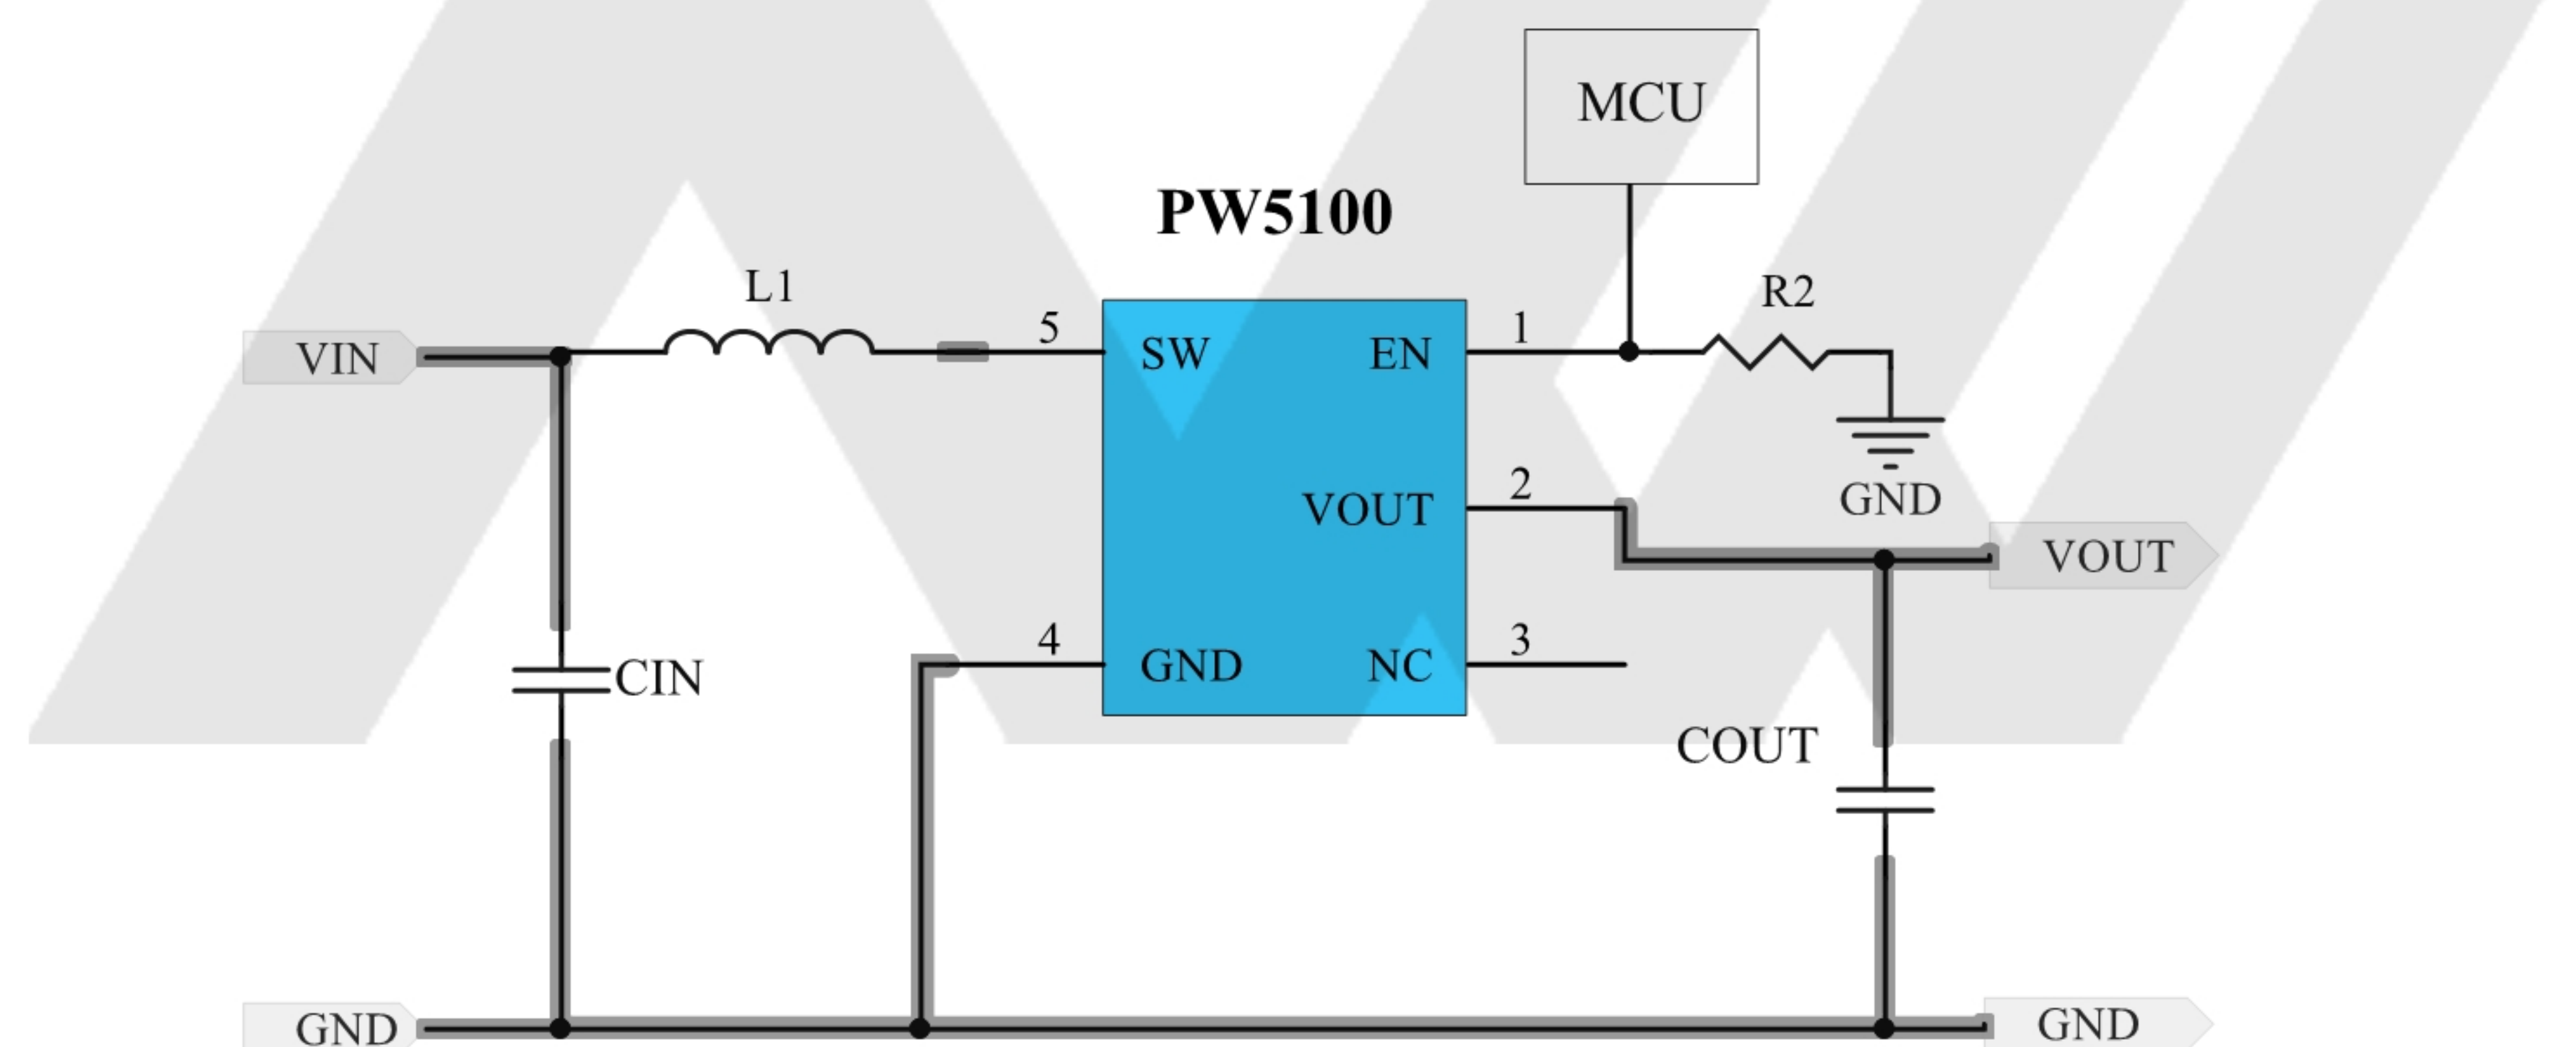 MCU
PW5100
L1
R2
VIN
5
SW
EN
1
GND
VOUT
2
VOUT
4
GND
NC
3
CIN
COUT
GND
GND